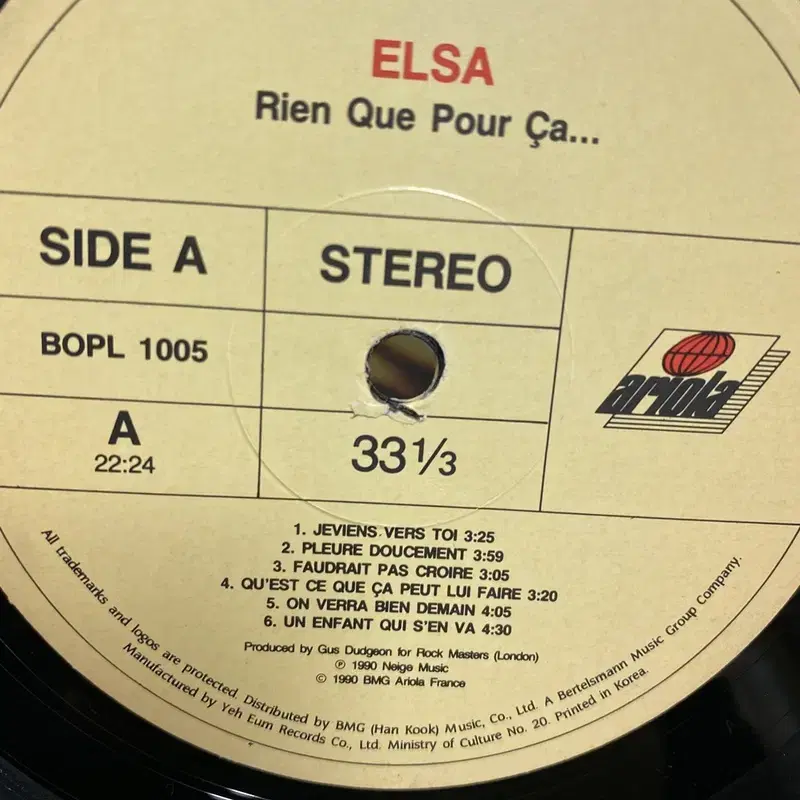 ELSA
Rien Que Pour Ça...
SIDE A
STEREO
BOPL 1005
ariola
A
22:24
33 1/3
1. JEVIENS VERS TOI 3:25
2. PLEURE DOUCEMENT 3:59
3. FAUDRAIT PAS CROIRE 3:05
4. QU'EST CE QUE ÇA PEUT LUI FAIRE 3:20
5. ON VERRA BIEN DEMAIN 4:05
6. UN ENFANT QUI S'EN VA 4:30
Produced by Gus Dudgeon for Rock Masters (London)
℗ 1990 Neige Music
© 1990 BMG Ariola France
All trademarks and logos are protected. Distributed by BMG (Han Kook) Music, Co., Ltd. A Bertelsmann Music Group Company.
Manufactured by Yeh Eum Records Co., Ltd. Ministry of Culture No. 20. Printed in Korea.